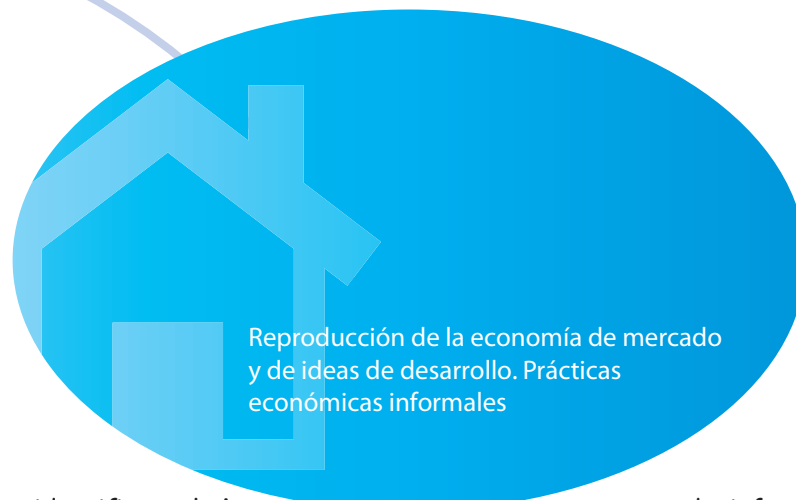 Reproducción de la economía de mercado
y de ideas de desarrollo. Prácticas
económicas informales